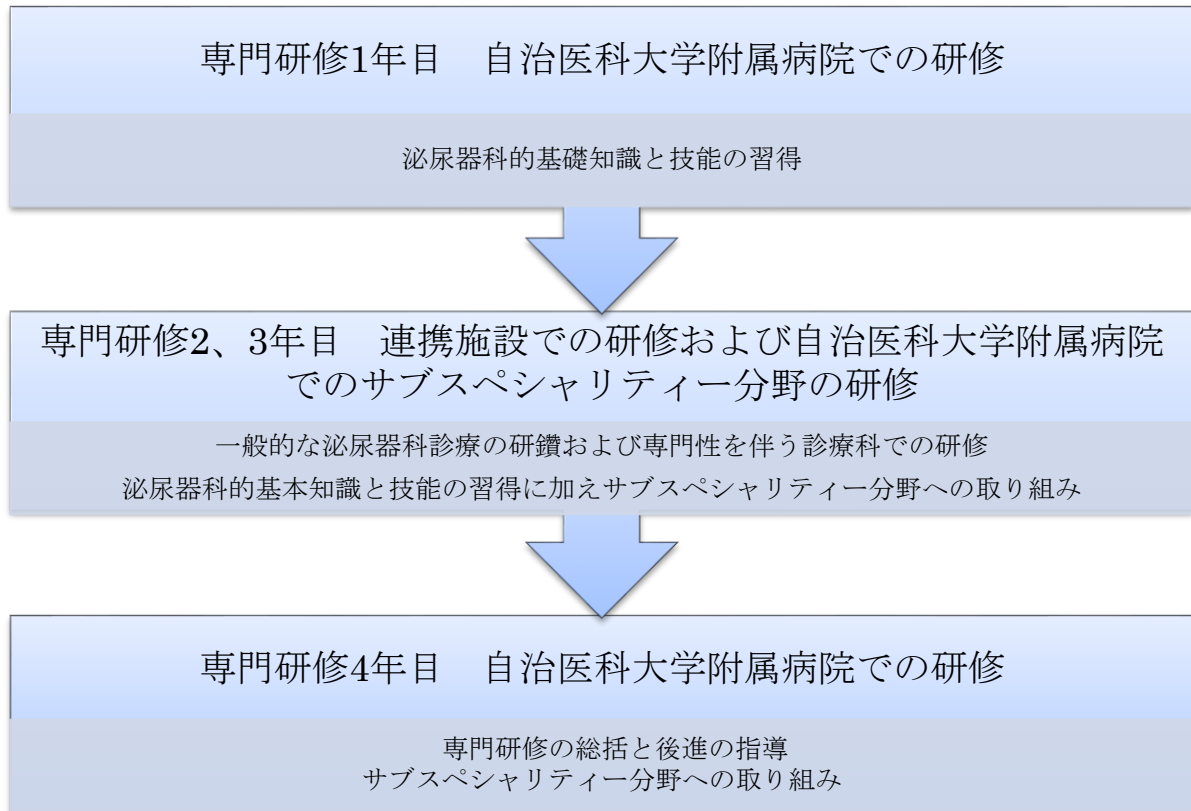 専門研修1年目　自治医科大学附属病院での研修
泌尿器科的基礎知識と技能の習得
専門研修2、3年目　連携施設での研修および自治医科大学附属病院
でのサブスペシャリティー分野の研修
一般的な泌尿器科診療の研鑽および専門性を伴う診療科での研修
泌尿器科的基本知識と技能の習得に加えサブスペシャリティー分野への取り組み
専門研修4年目　自治医科大学附属病院での研修
専門研修の総括と後進の指導
サブスペシャリティー分野への取り組み